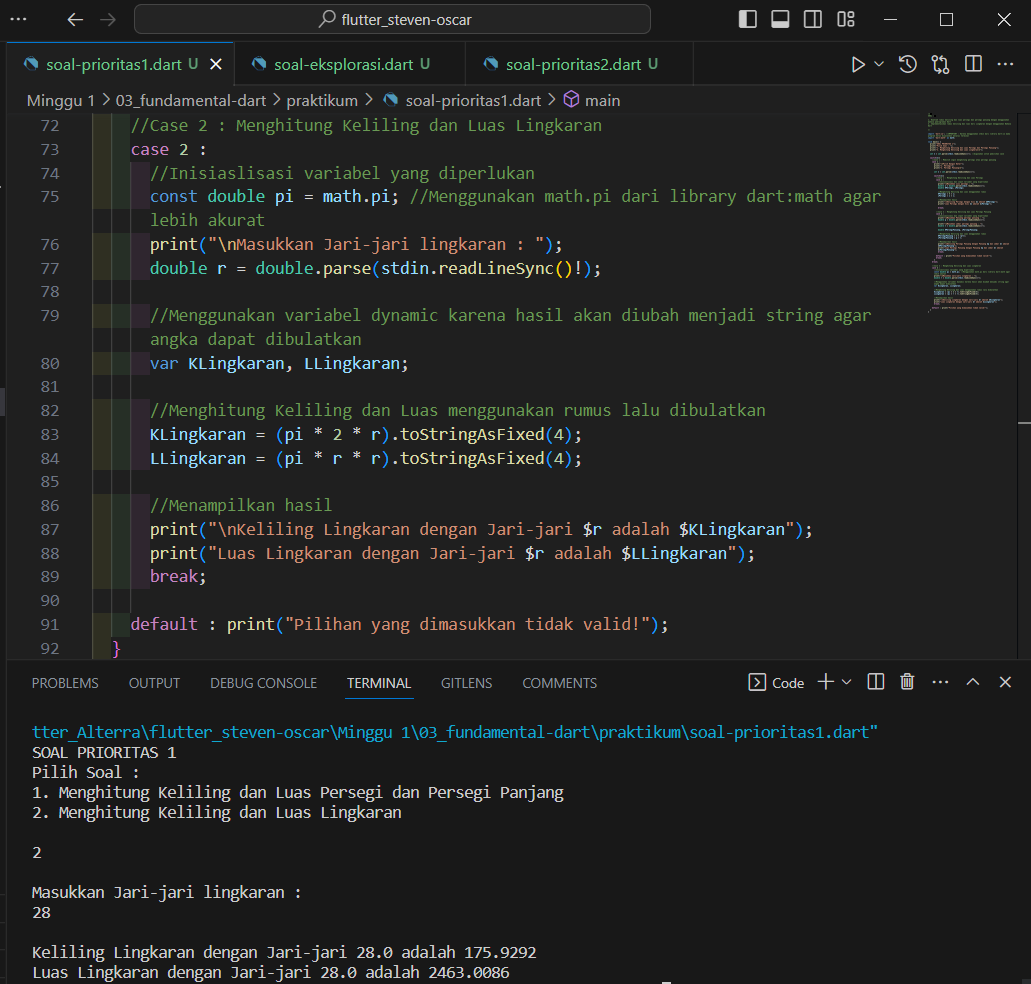 flutter_steven-oscar
soal-prioritas1.dart U soal-eksplorasi.dart U soal-prioritas2.dart U
Minggu 1 > 03_fundamental-dart > praktikum > soal-prioritas1.dart > main
72 //Case 2 : Menghitung Keliling dan Luas Lingkaran
73 case 2 :
74 //Inisiaslisasi variabel yang diperlukan
75 const double pi = math.pi; //Menggunakan math.pi dari library dart:math agar
lebih akurat
76 print("\nMasukkan Jari-jari lingkaran : ");
77 double r = double.parse(stdin.readLineSync()!);
78
79 //Menggunakan variabel dynamic karena hasil akan diubah menjadi string agar
angka dapat dibulatkan
80 var KLingkaran, LLingkaran;
81
82 //Menghitung Keliling dan Luas menggunakan rumus lalu dibulatkan
83 KLingkaran = (pi * 2 * r).toStringAsFixed(4);
84 LLingkaran = (pi * r * r).toStringAsFixed(4);
85
86 //Menampilkan hasil
87 print("\nKeliling Lingkaran dengan Jari-jari $r adalah $KLingkaran");
88 print("Luas Lingkaran dengan Jari-jari $r adalah $LLingkaran");
89 break;
90
91 default : print("Pilihan yang dimasukkan tidak valid!");
92 }
PROBLEMS OUTPUT DEBUG CONSOLE TERMINAL GITLENS COMMENTS Code
tter_Alterra\flutter_steven-oscar\Minggu 1\03_fundamental-dart\praktikum\soal-prioritas1.dart"
SOAL PRIORITAS 1
Pilih Soal :
1. Menghitung Keliling dan Luas Persegi dan Persegi Panjang
2. Menghitung Keliling dan Luas Lingkaran
2
Masukkan Jari-jari lingkaran :
28
Keliling Lingkaran dengan Jari-jari 28.0 adalah 175.9292
Luas Lingkaran dengan Jari-jari 28.0 adalah 2463.0086